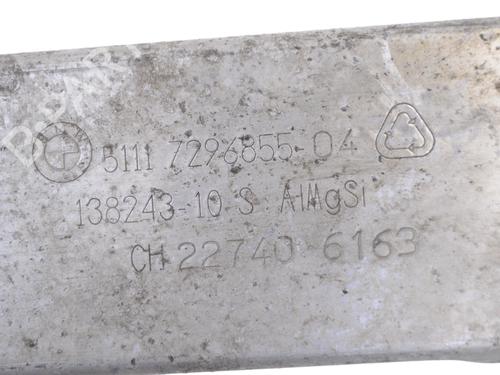 5111 7296855-04
138243-10 S AlMgSi
CH 22740 6163